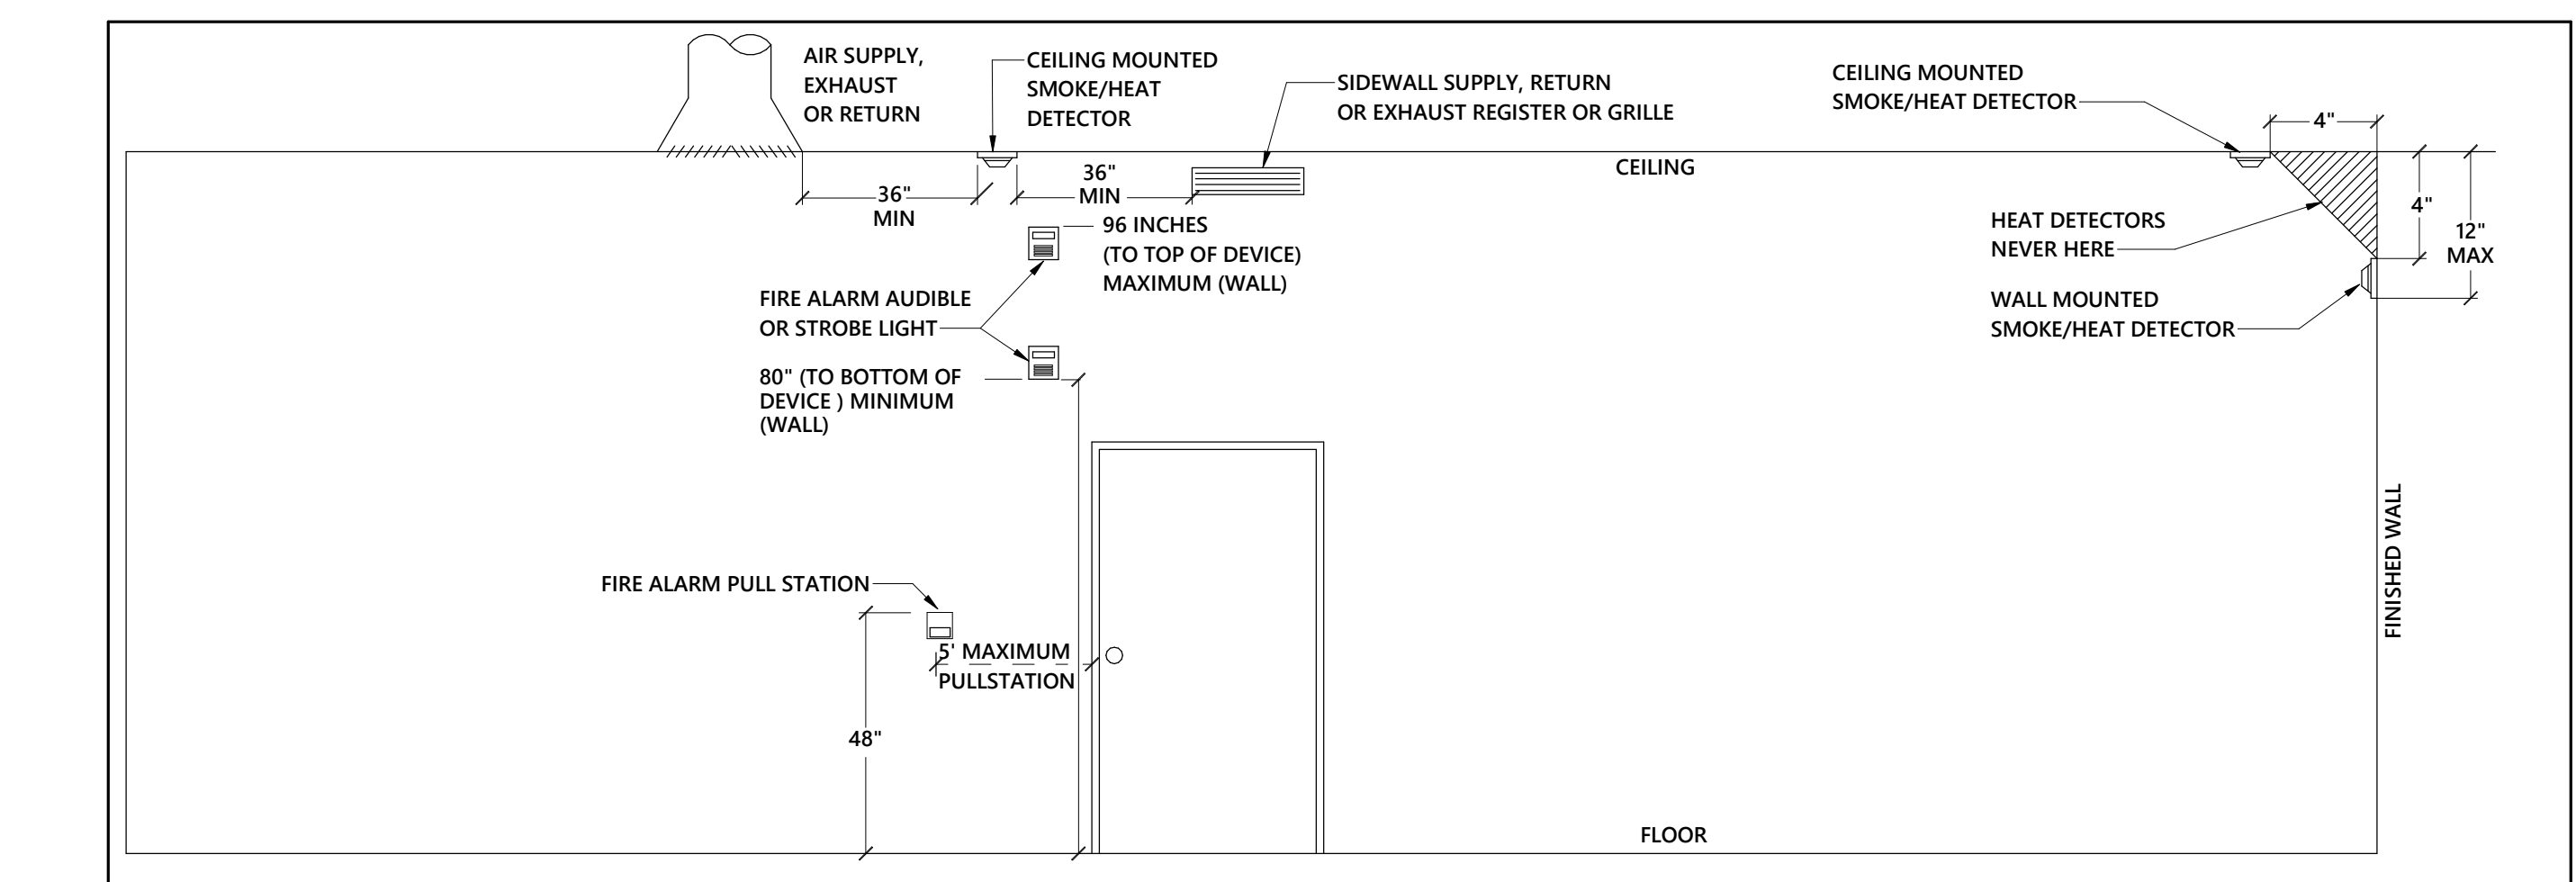 AIR SUPPLY,
EXHAUST
OR RETURN
CEILING MOUNTED
SMOKE/HEAT
DETECTOR
SIDEWALL SUPPLY, RETURN
OR EXHAUST REGISTER OR GRILLE
CEILING MOUNTED
SMOKE/HEAT DETECTOR
4"
CEILING
36"
MIN
36"
MIN
4"
12"
MAX
96 INCHES
(TO TOP OF DEVICE)
MAXIMUM (WALL)
HEAT DETECTORS
NEVER HERE
FIRE ALARM AUDIBLE
OR STROBE LIGHT
WALL MOUNTED
SMOKE/HEAT DETECTOR
80" (TO BOTTOM OF
DEVICE ) MINIMUM
(WALL)
FINISHED WALL
FIRE ALARM PULL STATION
5' MAXIMUM
PULLSTATION
48"
FLOOR